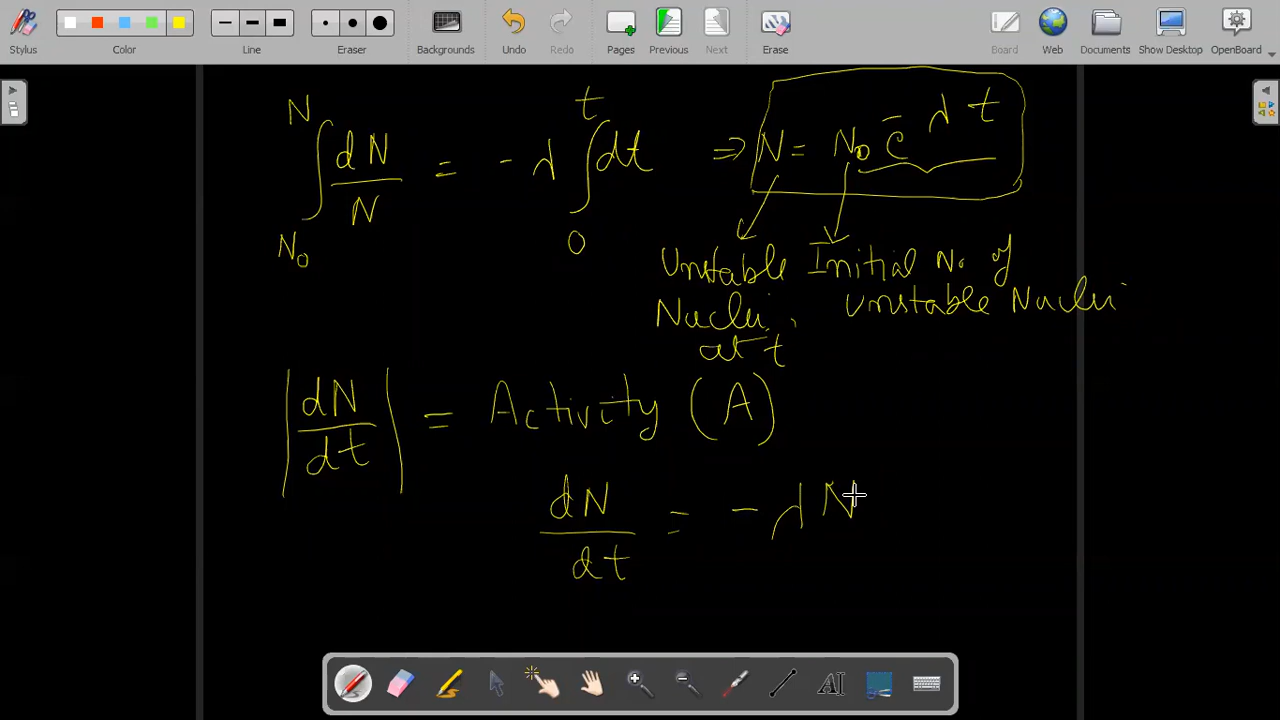 Stylus Color Line Eraser Backgrounds Undo Redo Pages Previous Next Erase Board Web Documents Show Desktop OpenBoard
∫_{N₀}^{N} dN/N = - λ ∫_{0}^{t} dt ⇒ N = N₀ e^{-λt}
Unstable Nuclei at t
Initial No. of Unstable Nuclei
|dN/dt| = Activity (A)
dN/dt = - λ N